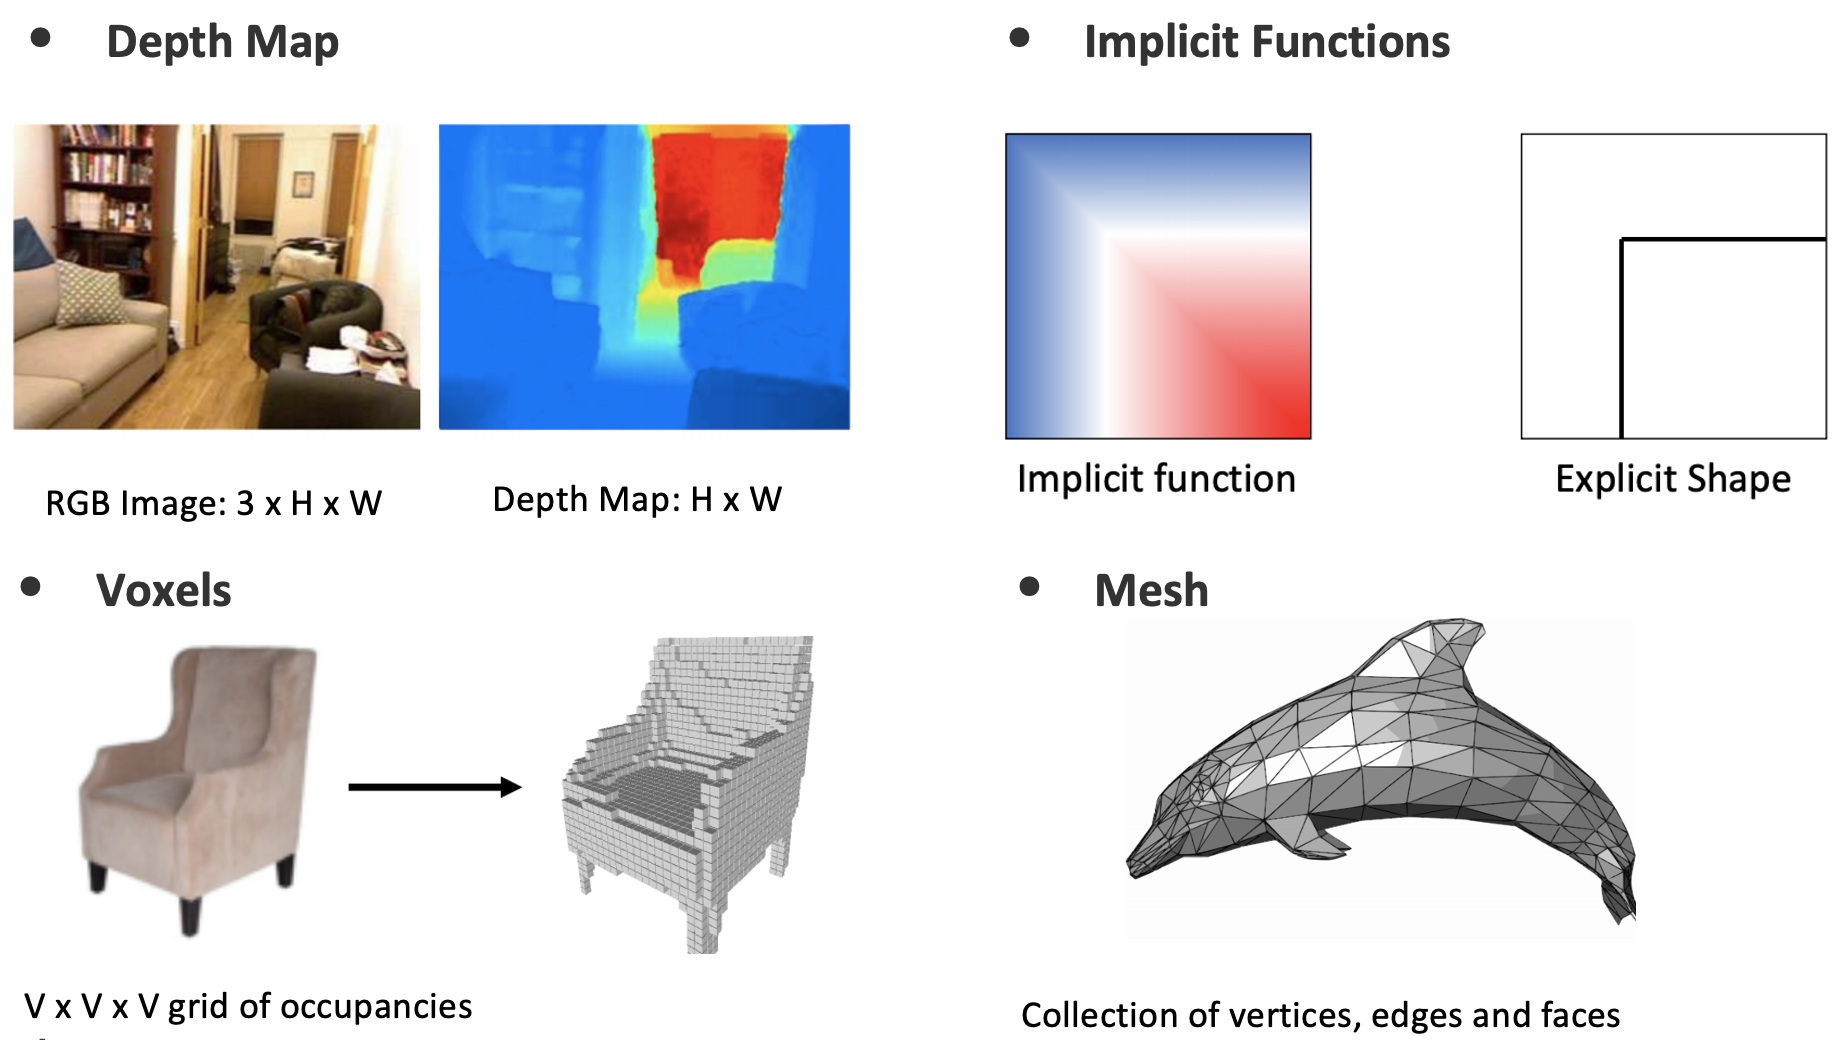 • Depth Map
RGB Image: 3 x H x W
Depth Map: H x W
• Implicit Functions
Implicit function
Explicit Shape
• Voxels
V x V x V grid of occupancies
• Mesh
Collection of vertices, edges and faces